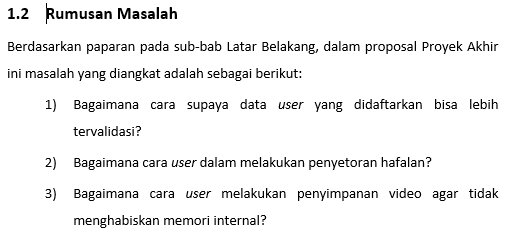 1.2 Rumusan Masalah
Berdasarkan paparan pada sub-bab Latar Belakang, dalam proposal Proyek Akhir
ini masalah yang diangkat adalah sebagai berikut:
1) Bagaimana cara supaya data user yang didaftarkan bisa lebih
tervalidasi?
2) Bagaimana cara user dalam melakukan penyetoran hafalan?
3) Bagaimana cara user melakukan penyimpanan video agar tidak
menghabiskan memori internal?